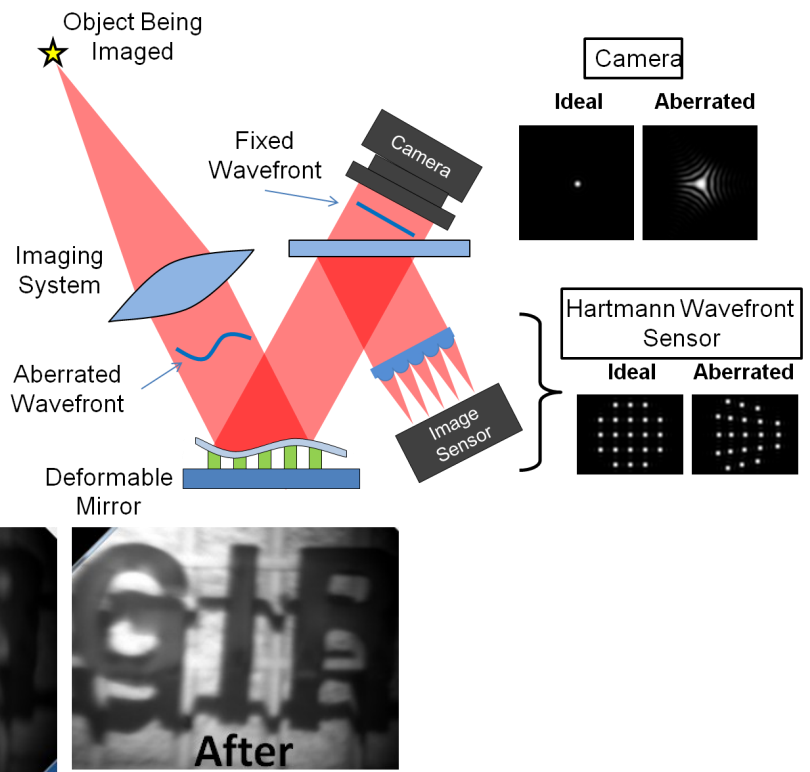 Object Being
Imaged
Fixed
Wavefront
Camera
Imaging
System
Aberrated
Wavefront
Deformable
Mirror
Image
Sensor
Camera
Ideal
Aberrated
Hartmann Wavefront
Sensor
Ideal
Aberrated
After